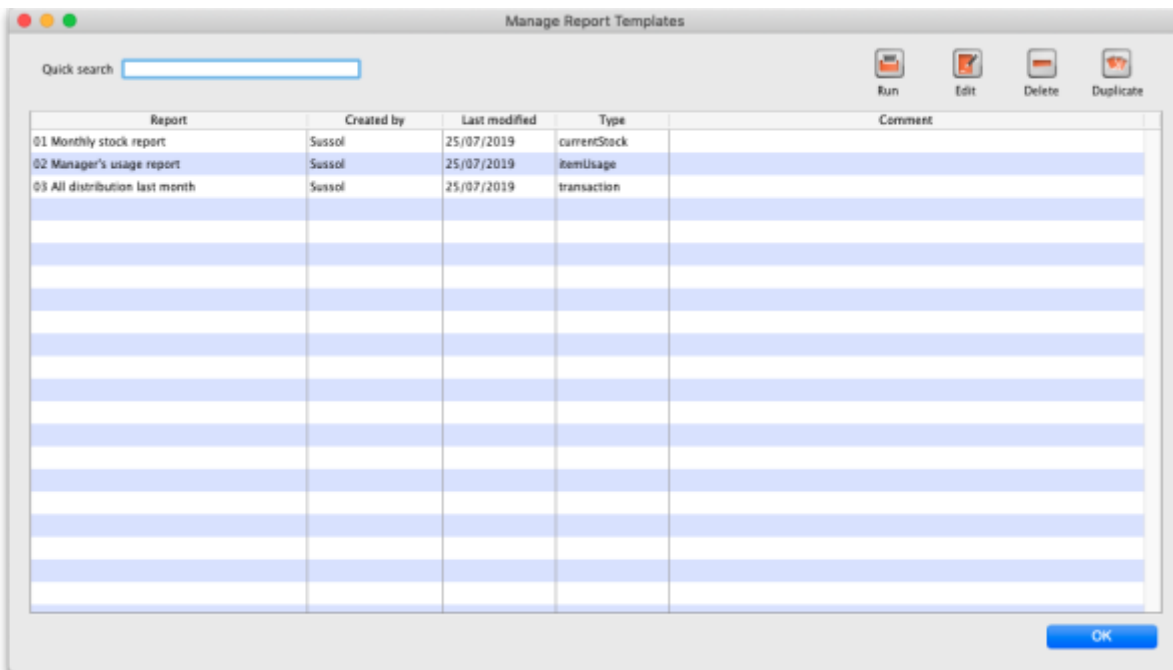 Manage Report Templates
Quick search
Run Edit Delete Duplicate
Report Created by Last modified Type Comment
01 Monthly stock report Sussol 25/07/2019 currentStock
02 Manager's usage report Sussol 25/07/2019 itemUsage
03 All distribution last month Sussol 25/07/2019 transaction
OK